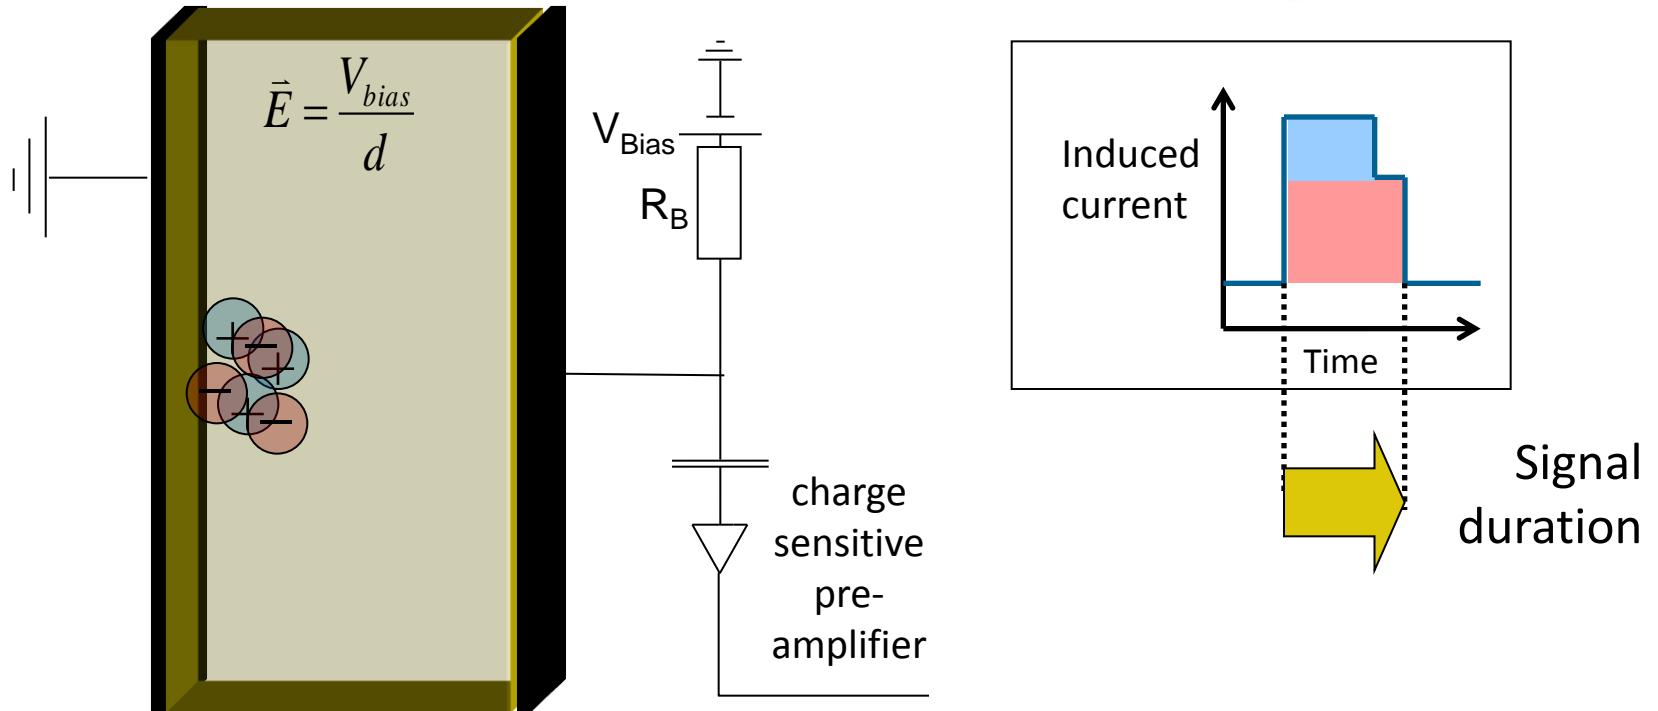 E⃗ = V_bias / d
V_Bias
R_B
charge
sensitive
pre-
amplifier
Induced
current
Time
Signal
duration
+
−
+
−
+
−